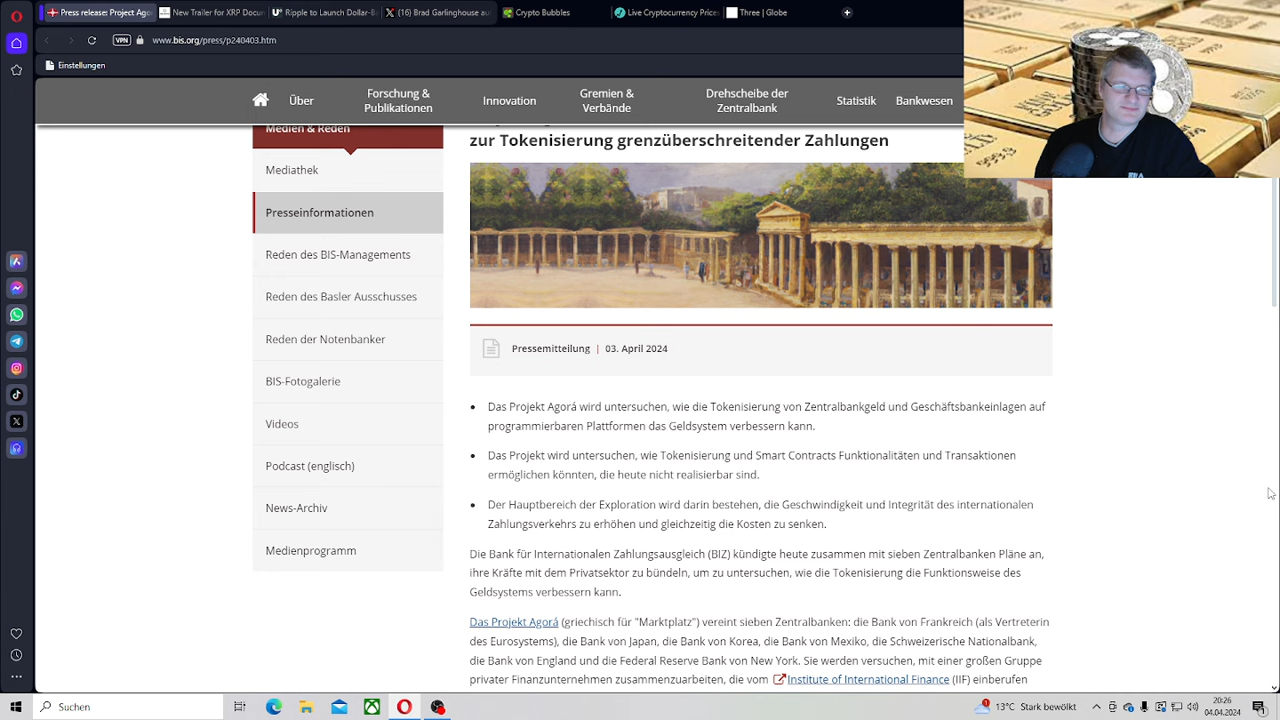 Press release: Project Agor
New Trailer for XRP Docum
Ripple to Launch Dollar-B
(16) Brad Garlinghouse auf
Crypto Bubbles
Live Cryptocurrency Prices
Three | Globe
VPN
www.bis.org/press/p240403.htm
Einstellungen
Über
Forschung &
Publikationen
Innovation
Gremien &
Verbände
Drehscheibe der
Zentralbank
Statistik
Bankwesen
Medien & Reden
zur Tokenisierung grenzüberschreitender Zahlungen
Mediathek
Presseinformationen
Reden des BIS-Managements
Reden des Basler Ausschusses
Reden der Notenbanker
BIS-Fotogalerie
Videos
Podcast (englisch)
News-Archiv
Medienprogramm
Pressemitteilung | 03. April 2024
• Das Projekt Agorá wird untersuchen, wie die Tokenisierung von Zentralbankgeld und Geschäftsbankeinlagen auf
programmierbaren Plattformen das Geldsystem verbessern kann.
• Das Projekt wird untersuchen, wie Tokenisierung und Smart Contracts Funktionalitäten und Transaktionen
ermöglichen könnten, die heute nicht realisierbar sind.
• Der Hauptbereich der Exploration wird darin bestehen, die Geschwindigkeit und Integrität des internationalen
Zahlungsverkehrs zu erhöhen und gleichzeitig die Kosten zu senken.
Die Bank für Internationalen Zahlungsausgleich (BIZ) kündigte heute zusammen mit sieben Zentralbanken Pläne an,
ihre Kräfte mit dem Privatsektor zu bündeln, um zu untersuchen, wie die Tokenisierung die Funktionsweise des
Geldsystems verbessern kann.
Das Projekt Agorá (griechisch für "Marktplatz") vereint sieben Zentralbanken: die Bank von Frankreich (als Vertreterin
des Eurosystems), die Bank von Japan, die Bank von Korea, die Bank von Mexiko, die Schweizerische Nationalbank,
die Bank von England und die Federal Reserve Bank von New York. Sie werden versuchen, mit einer großen Gruppe
privater Finanzunternehmen zusammenzuarbeiten, die vom Institute of International Finance (IIF) einberufen
Suchen
13°C Stark bewölkt
20:26
04.04.2024